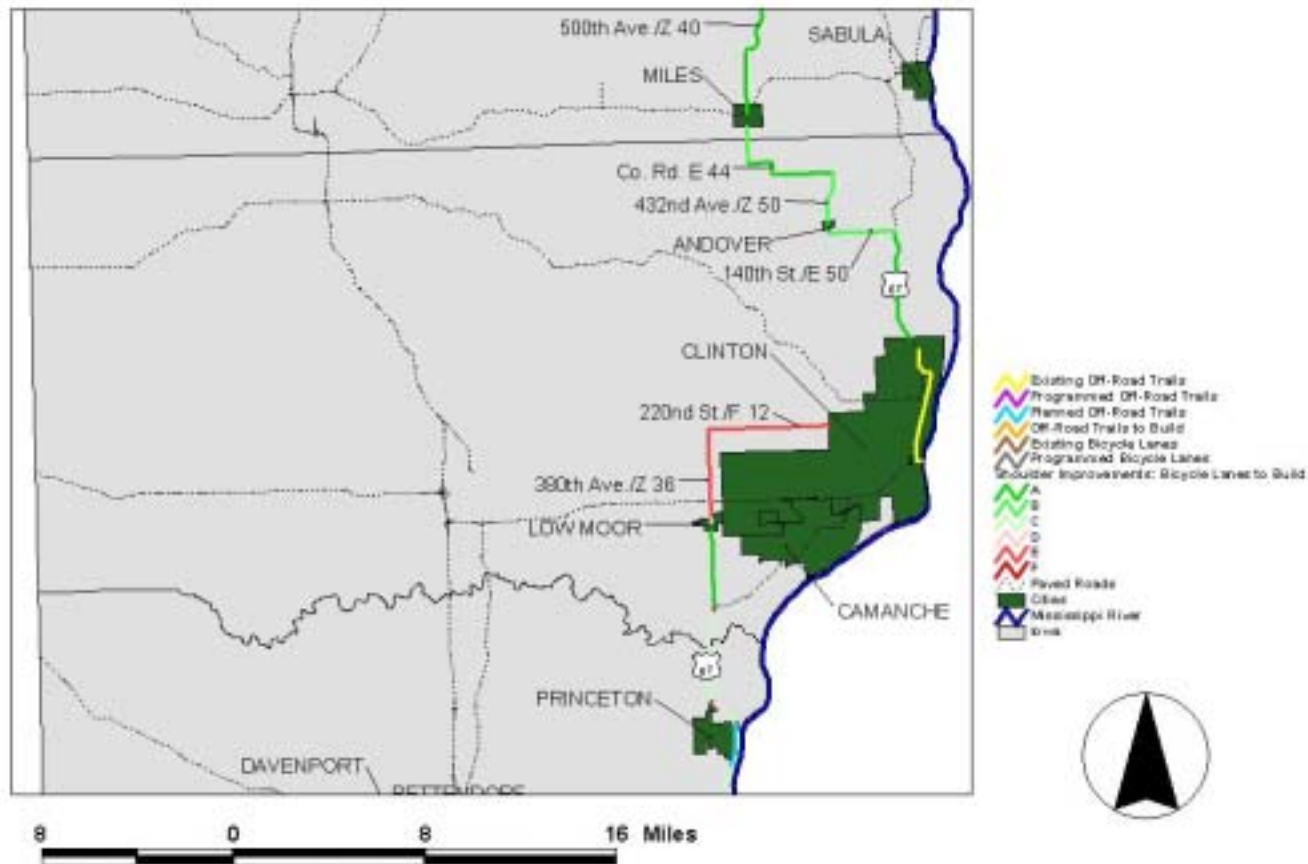 500th Ave./Z 40
SABULA
MILES
Co. Rd. E 44
432nd Ave./Z 50
ANDOVER
140th St./E 50
67
CLINTON
220nd St./F 12
380th Ave./Z 36
LOW MOOR
CAMANCHE
67
PRINCETON
DAVENPORT
BETTENDORF
Existing Off-Road Trails
Programmed Off-Road Trails
Planned Off-Road Trails
Off-Road Trails to Build
Existing Bicycle Lanes
Programmed Bicycle Lanes
Shoulder Improvements: Bicycle Lanes to Build
A
B
C
D
E
F
Paved Roads
Cities
Mississippi River
Iowa
8 0 8 16 Miles